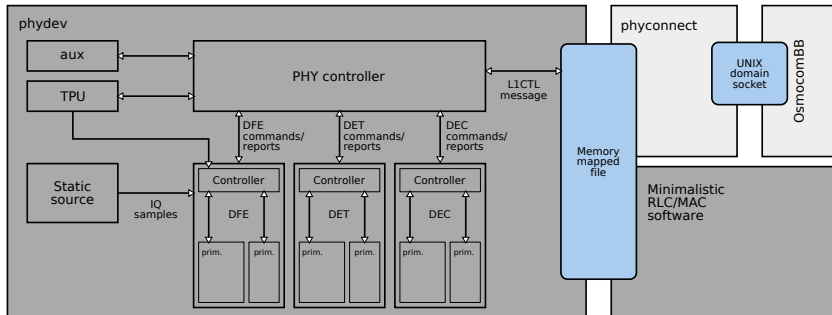 phydev
aux
TPU
PHY controller
L1CTL
message
DFE
commands/
reports
DET
commands/
reports
DEC
commands/
reports
Static
source
IQ
samples
Controller
DFE
prim.
prim.
Controller
DET
prim.
prim.
Controller
DEC
prim.
prim.
Memory
mapped
file
phyconnect
UNIX
domain
socket
OsmocomBB
Minimalistic
RLC/MAC
software